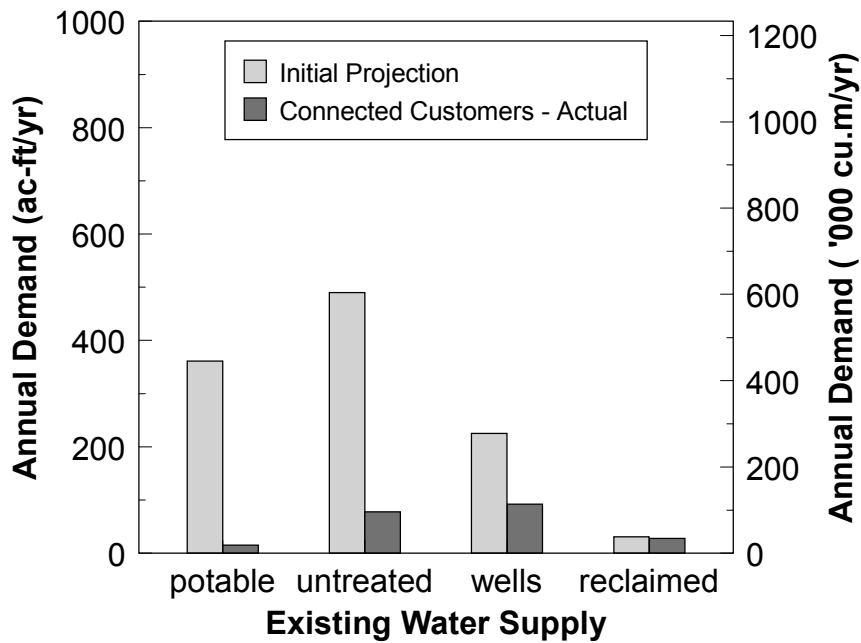 Annual Demand (ac-ft/yr)
1000
800
600
400
200
0
Initial Projection
Connected Customers - Actual
1200
1000
800
600
400
200
0
Annual Demand ( '000 cu.m/yr)
potable untreated wells reclaimed
Existing Water Supply